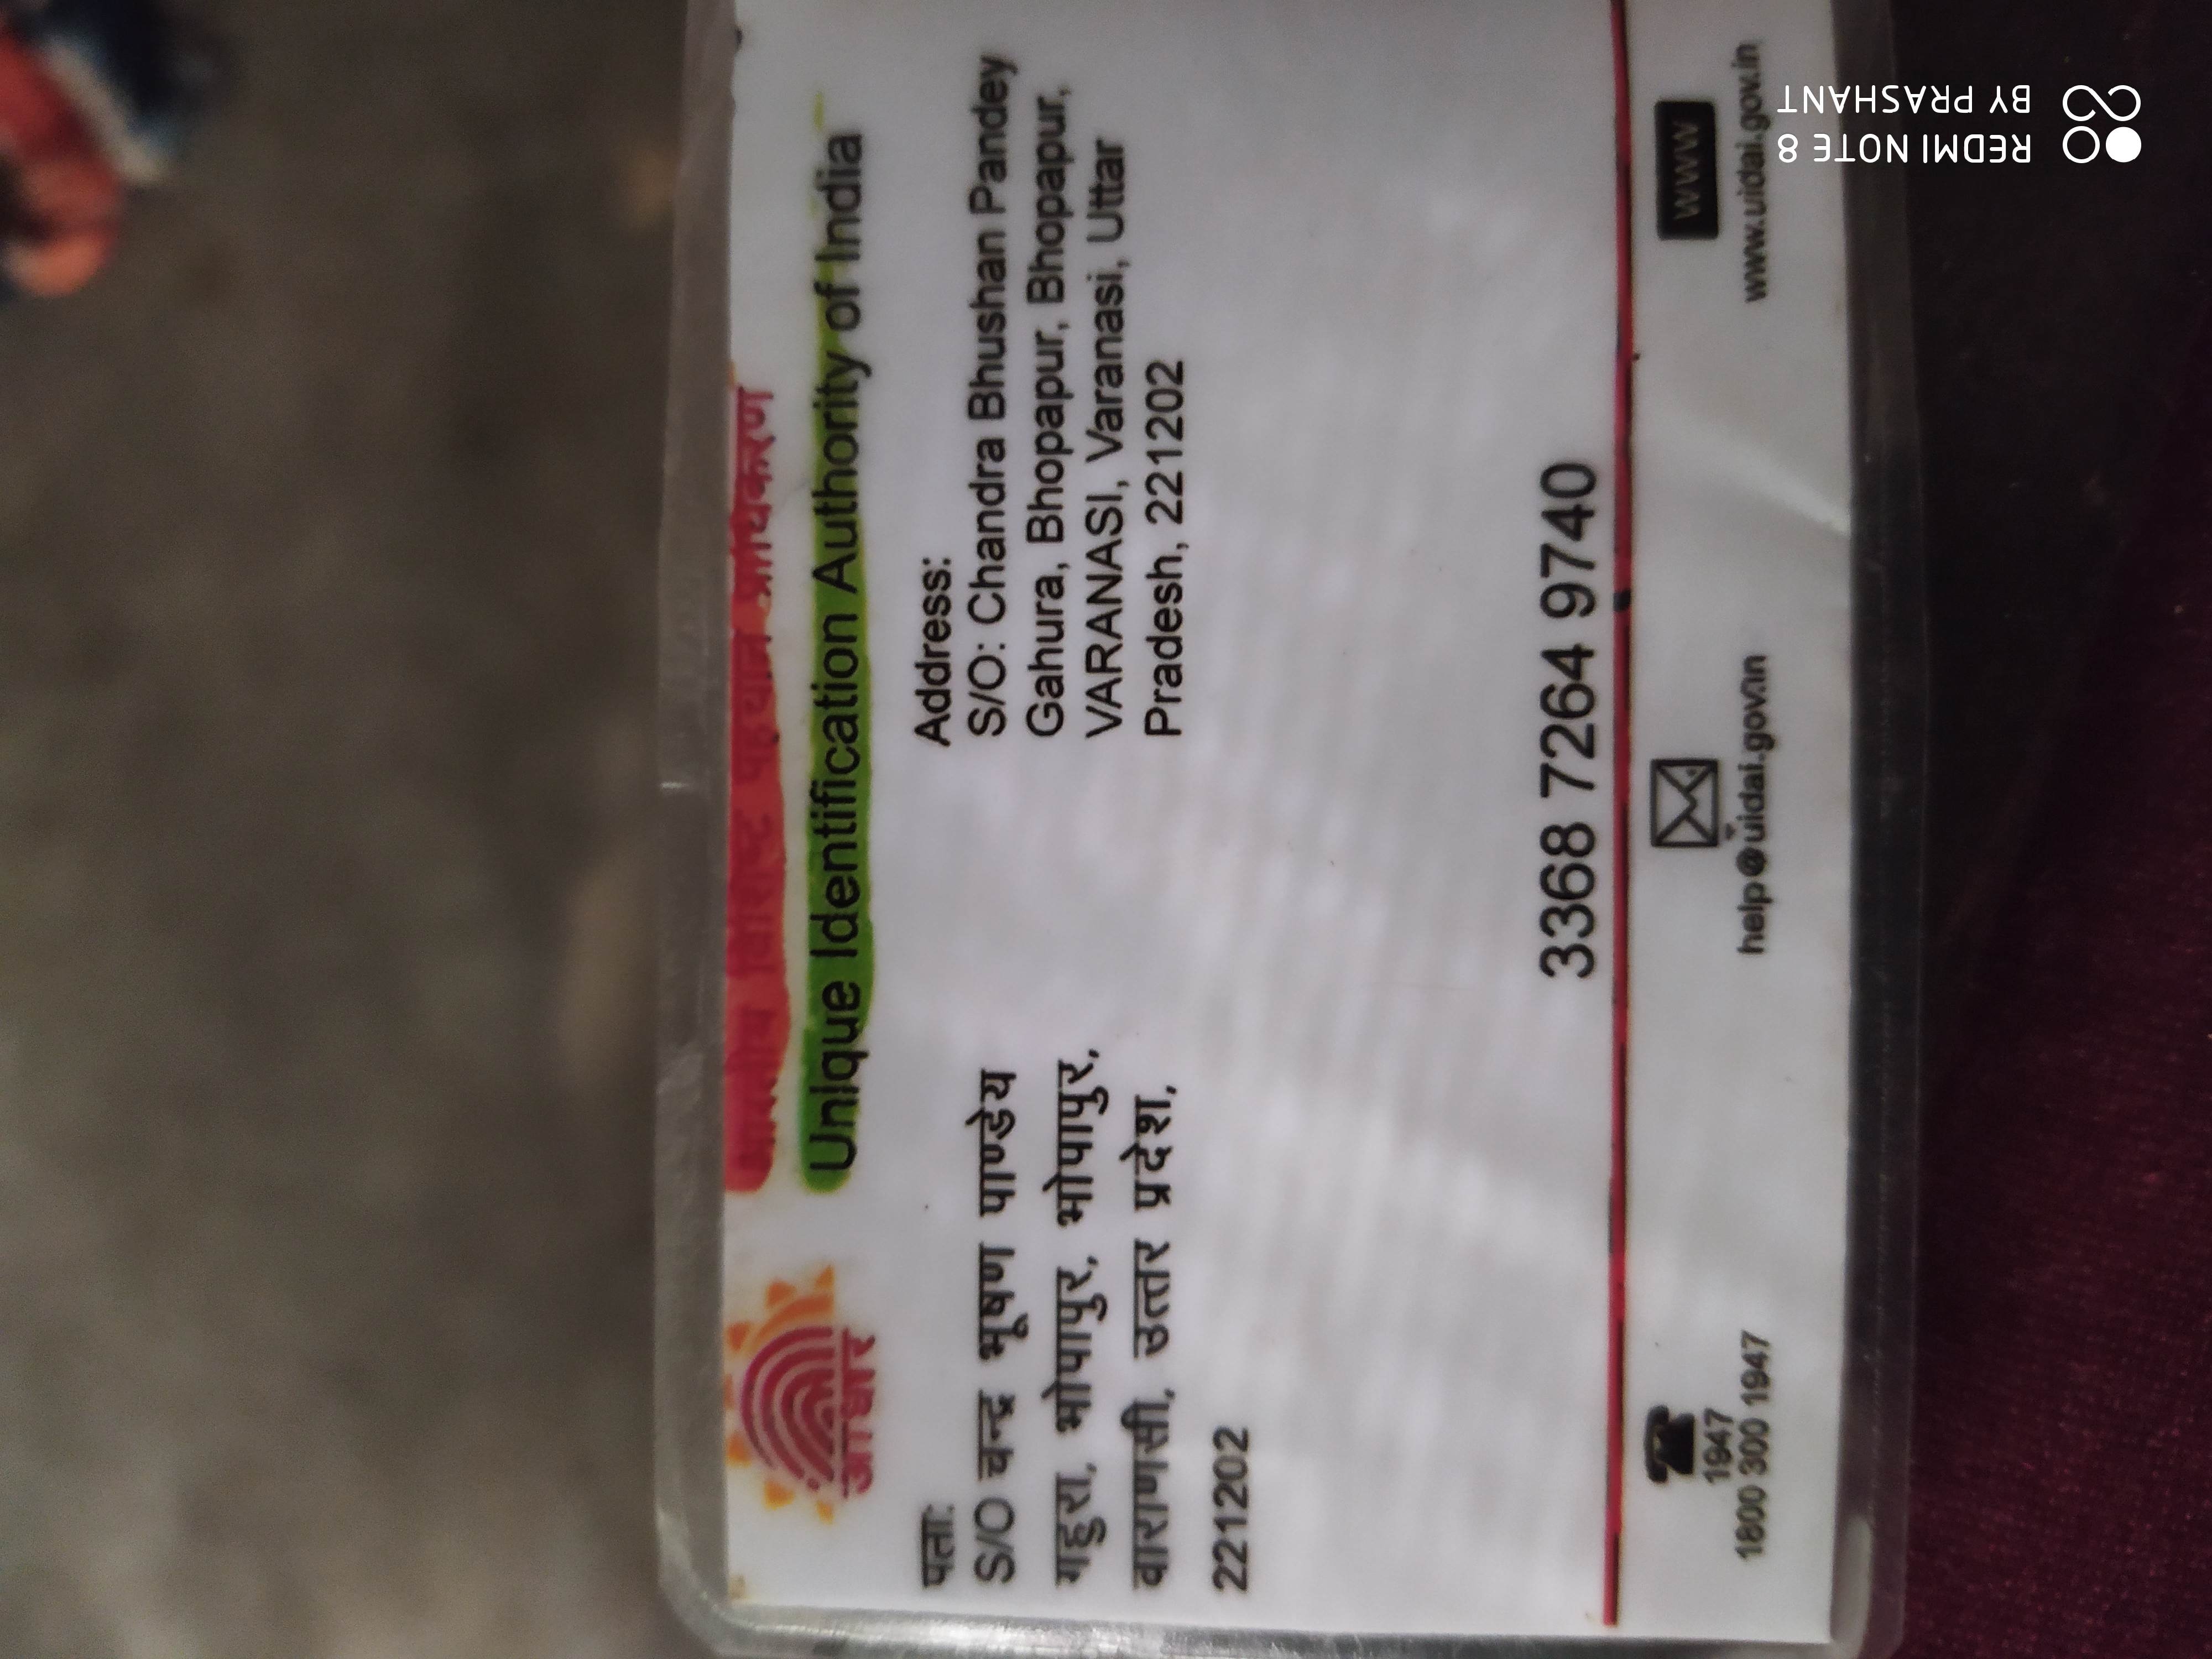 भारतीय विशिष्ट पहचान प्राधिकरण
Unique Identification Authority of India
आधार
पता:
S/O चन्द्र भूषण पाण्डेय
गहुरा, भोपापुर, भोपापुर,
वाराणसी, उत्तर प्रदेश,
221202
Address:
S/O: Chandra Bhushan Pandey
Gahura, Bhopapur, Bhopapur,
VARANASI, Varanasi, Uttar
Pradesh, 221202
3368 7264 9740
1947
1800 300 1947
help@uidai.gov.in
WWW
www.uidai.gov.in
REDMI NOTE 8
BY PRASHANT